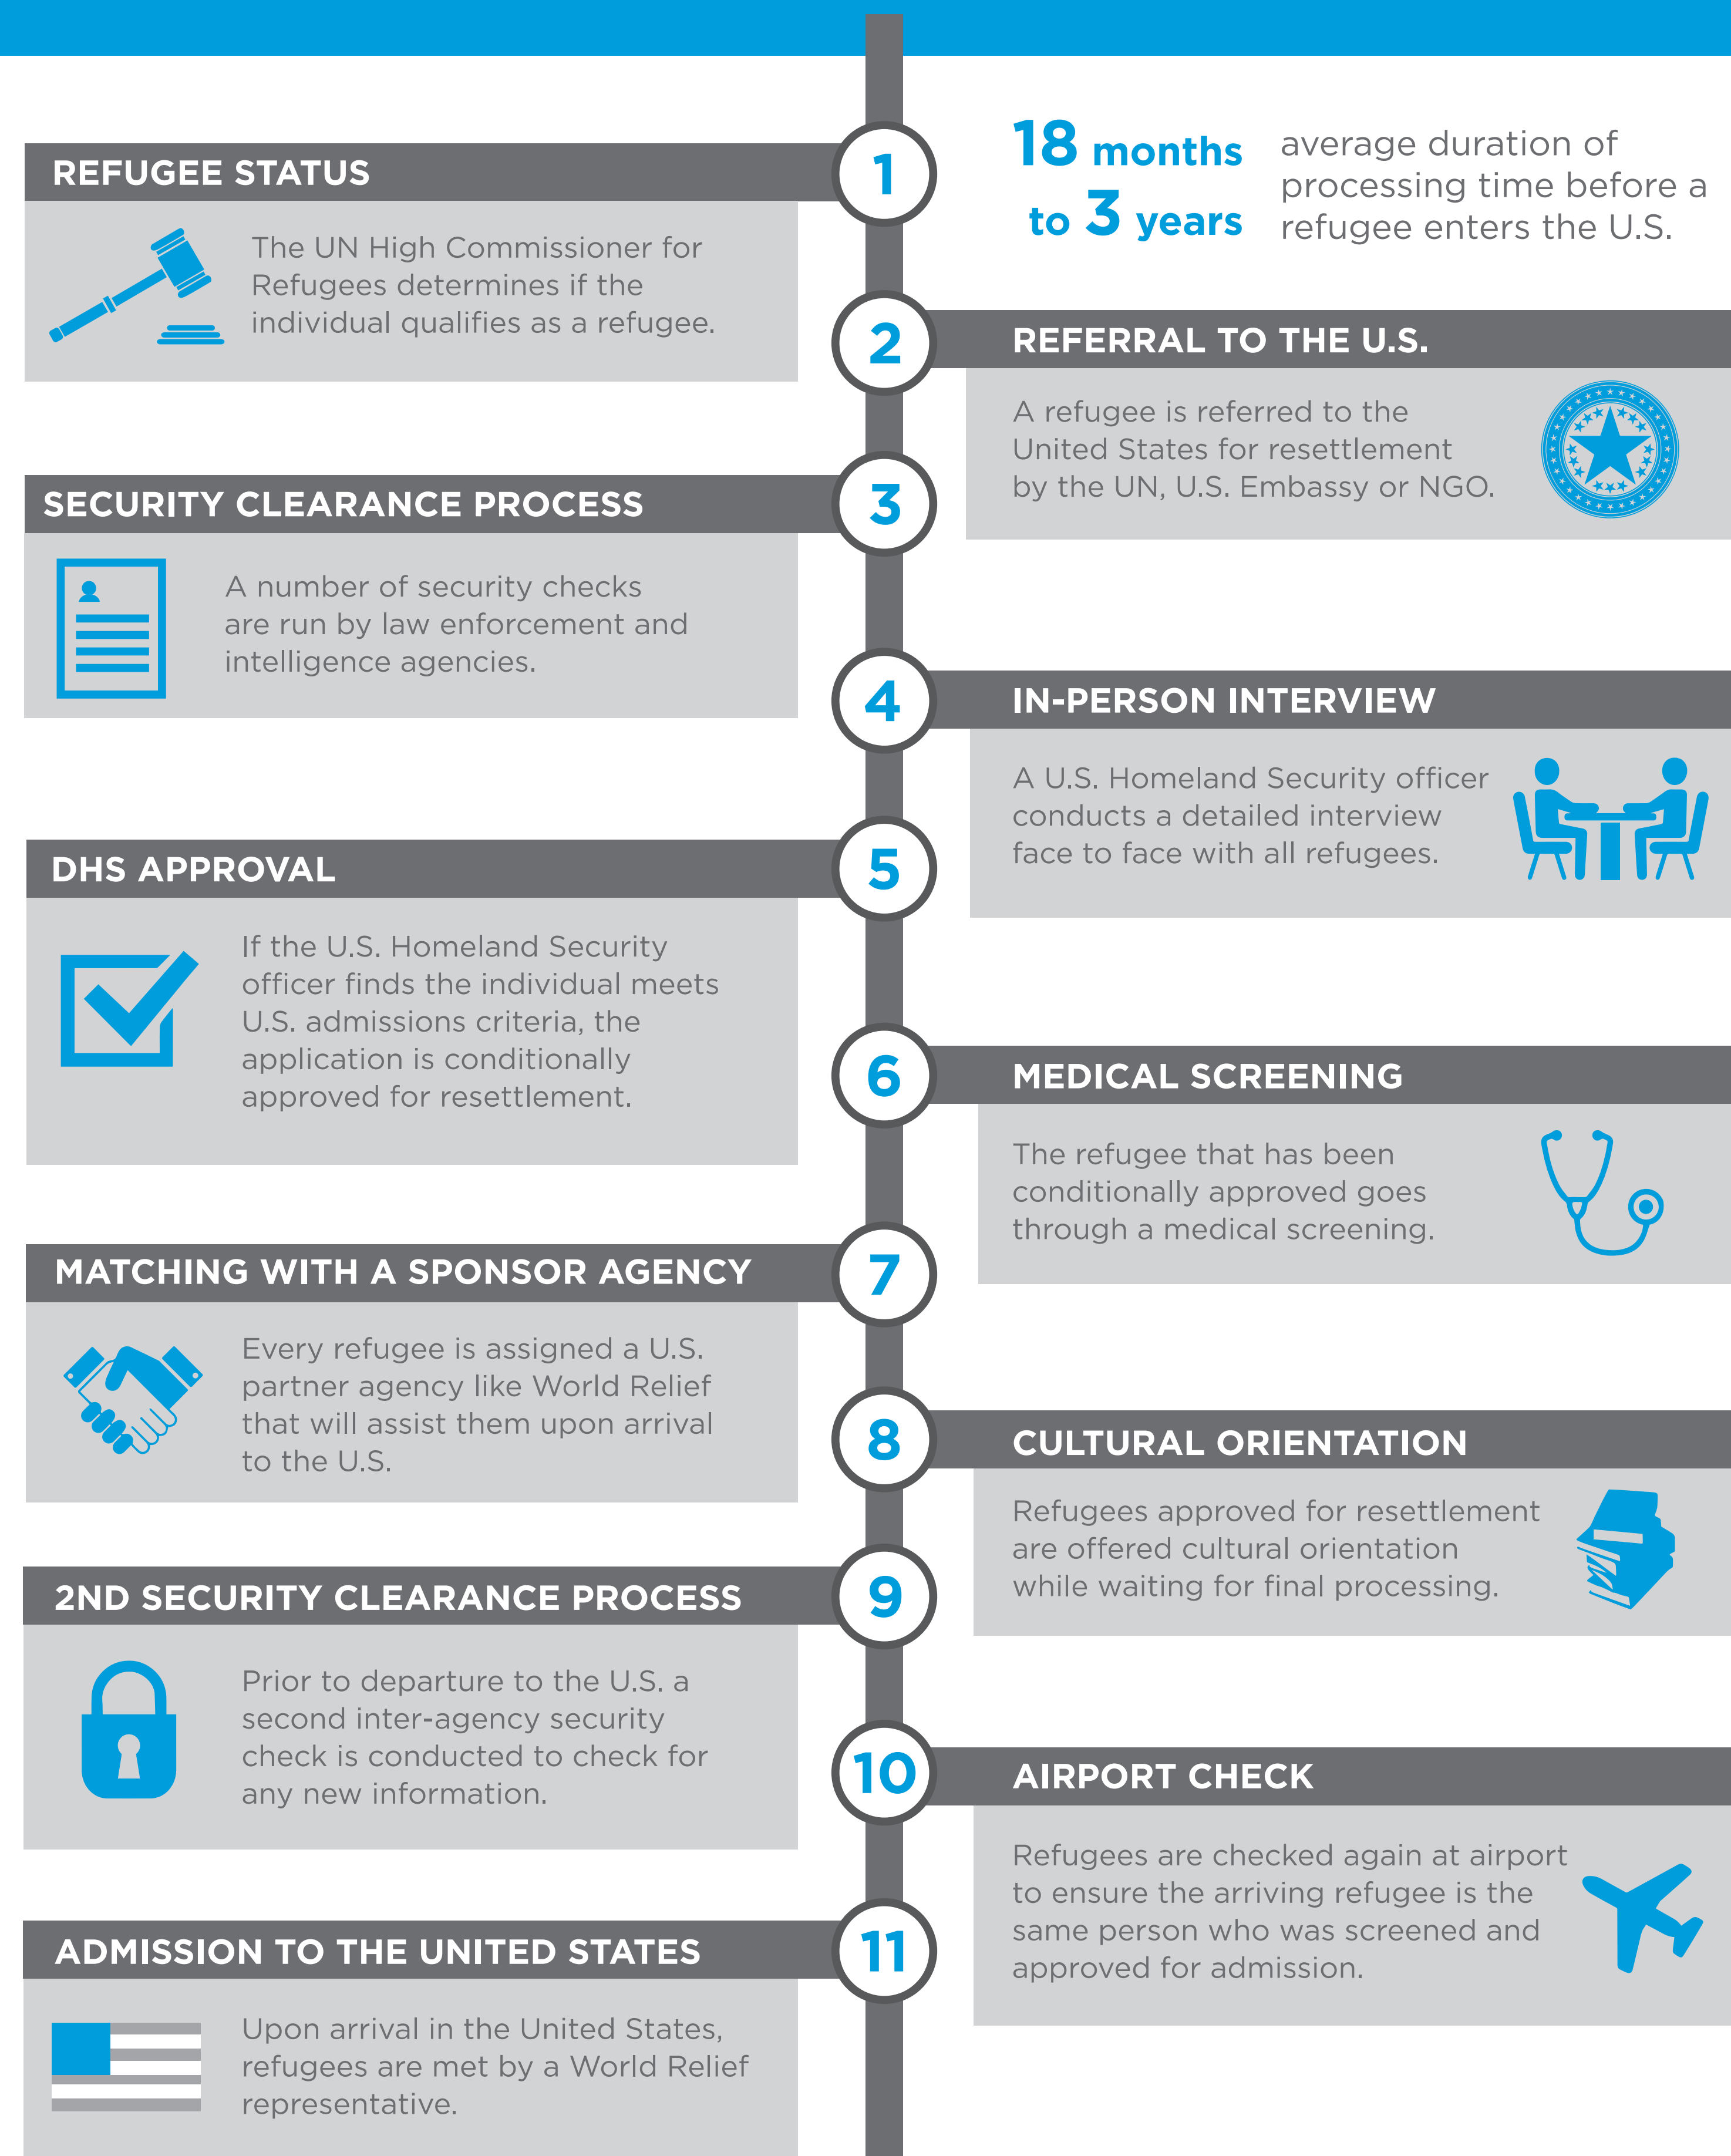 1
REFUGEE STATUS
The UN High Commissioner for
Refugees determines if the
individual qualifies as a refugee.
18 months
to 3 years
average duration of
processing time before a
refugee enters the U.S.
2
REFERRAL TO THE U.S.
A refugee is referred to the
United States for resettlement
by the UN, U.S. Embassy or NGO.
3
SECURITY CLEARANCE PROCESS
A number of security checks
are run by law enforcement and
intelligence agencies.
4
IN-PERSON INTERVIEW
A U.S. Homeland Security officer
conducts a detailed interview
face to face with all refugees.
5
DHS APPROVAL
If the U.S. Homeland Security
officer finds the individual meets
U.S. admissions criteria, the
application is conditionally
approved for resettlement.
6
MEDICAL SCREENING
The refugee that has been
conditionally approved goes
through a medical screening.
7
MATCHING WITH A SPONSOR AGENCY
Every refugee is assigned a U.S.
partner agency like World Relief
that will assist them upon arrival
to the U.S.
8
CULTURAL ORIENTATION
Refugees approved for resettlement
are offered cultural orientation
while waiting for final processing.
9
2ND SECURITY CLEARANCE PROCESS
Prior to departure to the U.S. a
second inter-agency security
check is conducted to check for
any new information.
10
AIRPORT CHECK
Refugees are checked again at airport
to ensure the arriving refugee is the
same person who was screened and
approved for admission.
11
ADMISSION TO THE UNITED STATES
Upon arrival in the United States,
refugees are met by a World Relief
representative.